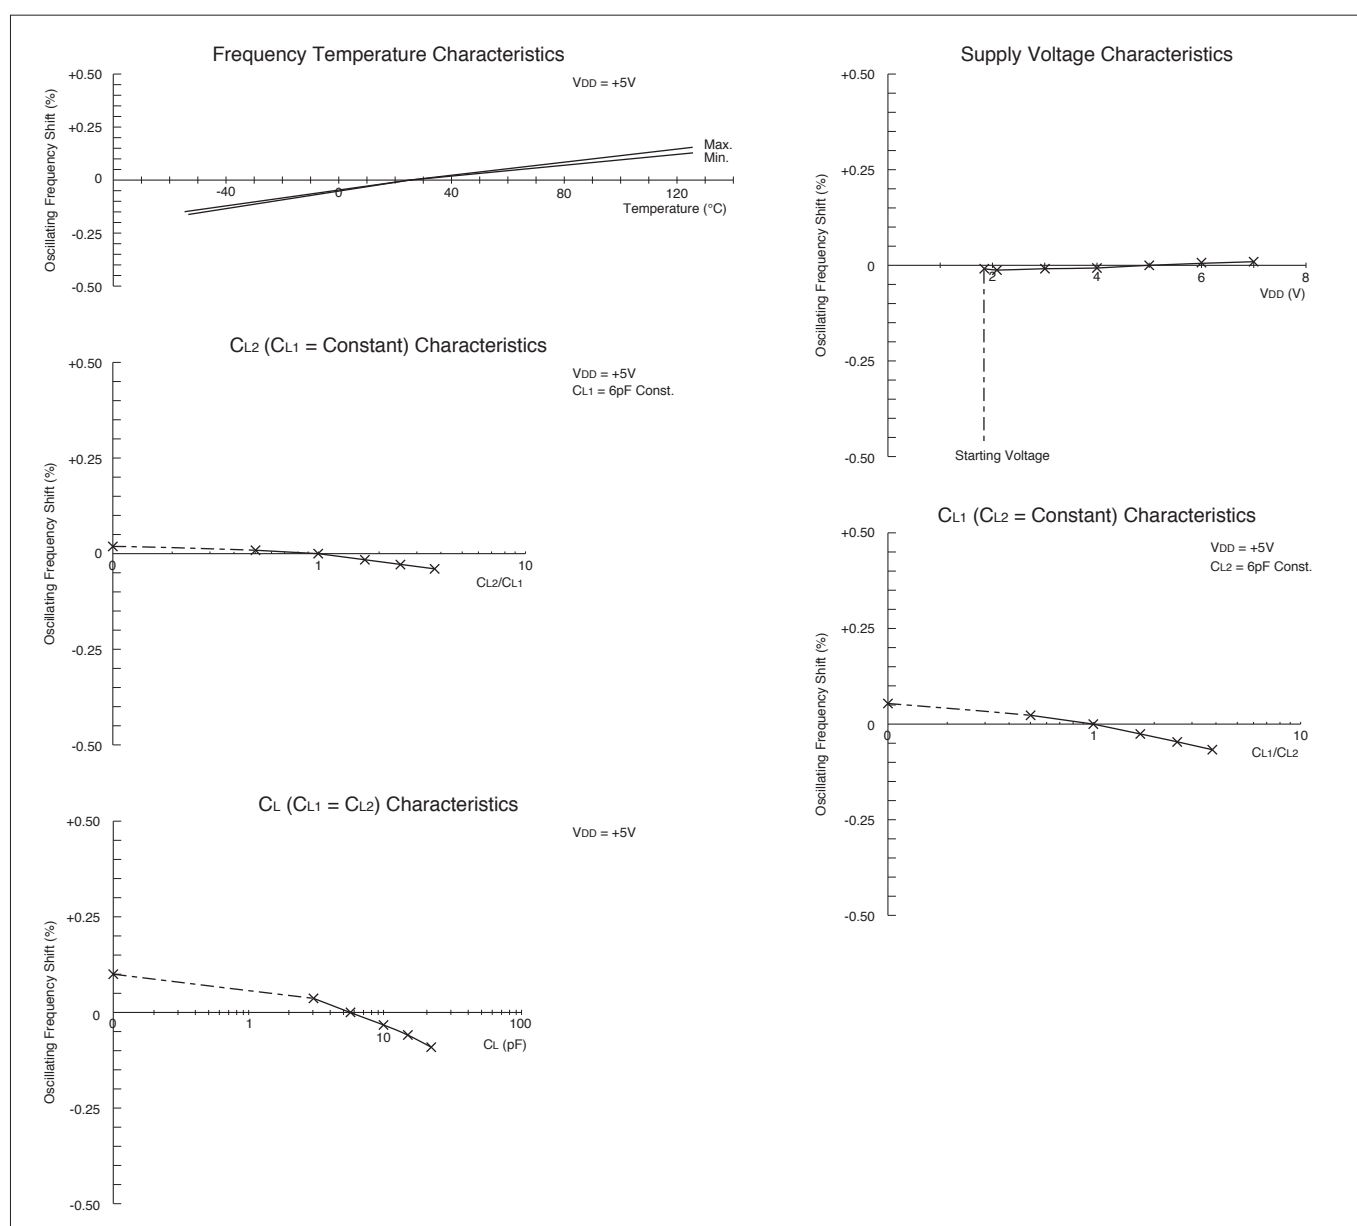 Frequency Temperature Characteristics
VDD = +5V
Oscillating Frequency Shift (%)
+0.50
+0.25
0
-0.25
-0.50
-40
0
40
80
120
Max.
Min.
Temperature (°C)
Supply Voltage Characteristics
Oscillating Frequency Shift (%)
+0.50
+0.25
0
-0.25
-0.50
2
4
6
8
VDD (V)
Starting Voltage
CL2 (CL1 = Constant) Characteristics
VDD = +5V
CL1 = 6pF Const.
Oscillating Frequency Shift (%)
+0.50
+0.25
0
-0.25
-0.50
0
1
10
CL2/CL1
CL1 (CL2 = Constant) Characteristics
VDD = +5V
CL2 = 6pF Const.
Oscillating Frequency Shift (%)
+0.50
+0.25
0
-0.25
-0.50
0
1
10
CL1/CL2
CL (CL1 = CL2) Characteristics
VDD = +5V
Oscillating Frequency Shift (%)
+0.50
+0.25
0
-0.25
-0.50
0
1
10
100
CL (pF)